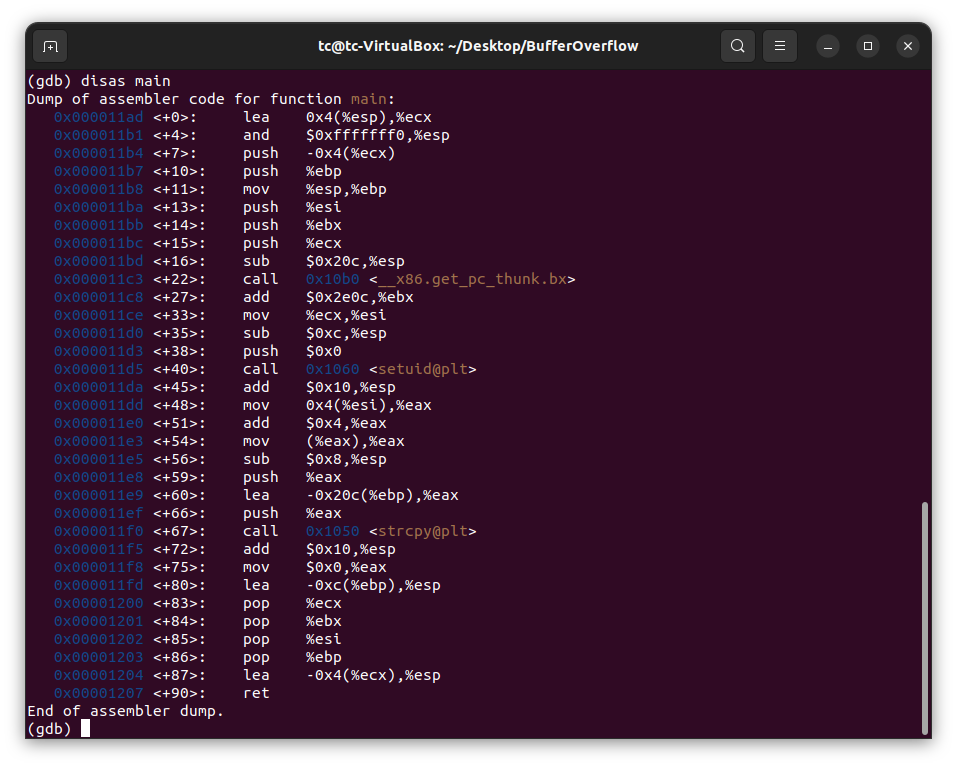 tc@tc-VirtualBox: ~/Desktop/BufferOverflow
(gdb) disas main
Dump of assembler code for function main:
   0x000011ad <+0>:	lea    0x4(%esp),%ecx
   0x000011b1 <+4>:	and    $0xfffffff0,%esp
   0x000011b4 <+7>:	push   -0x4(%ecx)
   0x000011b7 <+10>:	push   %ebp
   0x000011b8 <+11>:	mov    %esp,%ebp
   0x000011ba <+13>:	push   %esi
   0x000011bb <+14>:	push   %ebx
   0x000011bc <+15>:	push   %ecx
   0x000011bd <+16>:	sub    $0x20c,%esp
   0x000011c3 <+22>:	call   0x10b0 <__x86.get_pc_thunk.bx>
   0x000011c8 <+27>:	add    $0x2e0c,%ebx
   0x000011ce <+33>:	mov    %ecx,%esi
   0x000011d0 <+35>:	sub    $0xc,%esp
   0x000011d3 <+38>:	push   $0x0
   0x000011d5 <+40>:	call   0x1060 <setuid@plt>
   0x000011da <+45>:	add    $0x10,%esp
   0x000011dd <+48>:	mov    0x4(%esi),%eax
   0x000011e0 <+51>:	add    $0x4,%eax
   0x000011e3 <+54>:	mov    (%eax),%eax
   0x000011e5 <+56>:	sub    $0x8,%esp
   0x000011e8 <+59>:	push   %eax
   0x000011e9 <+60>:	lea    -0x20c(%ebp),%eax
   0x000011ef <+66>:	push   %eax
   0x000011f0 <+67>:	call   0x1050 <strcpy@plt>
   0x000011f5 <+72>:	add    $0x10,%esp
   0x000011f8 <+75>:	mov    $0x0,%eax
   0x000011fd <+80>:	lea    -0xc(%ebp),%esp
   0x00001200 <+83>:	pop    %ecx
   0x00001201 <+84>:	pop    %ebx
   0x00001202 <+85>:	pop    %esi
   0x00001203 <+86>:	pop    %ebp
   0x00001204 <+87>:	lea    -0x4(%ecx),%esp
   0x00001207 <+90>:	ret
End of assembler dump.
(gdb)